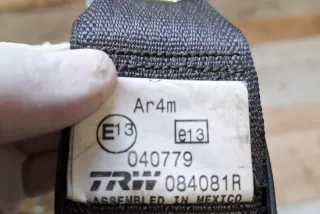 Ar4m
E13 e13
040779
TRW 084081R
ASSEMBLED IN MEXICO